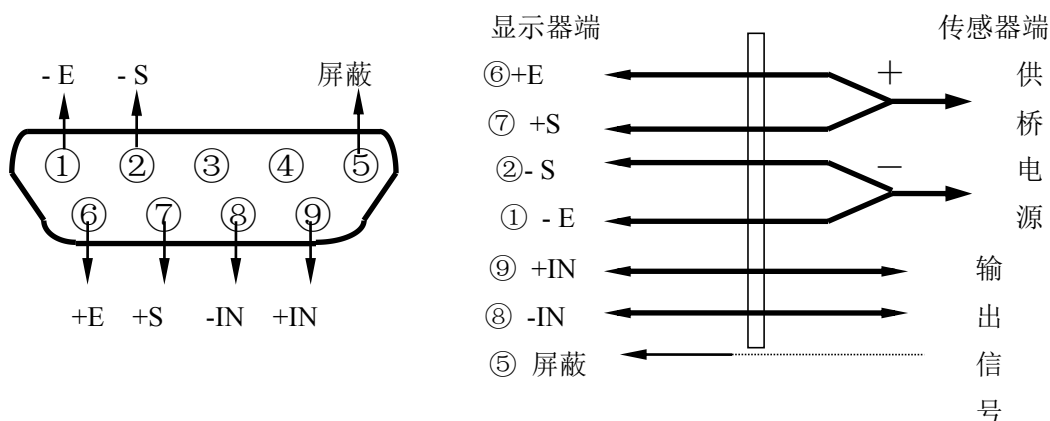 - E - S 屏蔽
① ② ③ ④ ⑤
⑥ ⑦ ⑧ ⑨
+E +S -IN +IN
显示器端 传感器端
⑥+E
⑦ +S
②- S
① - E
⑨ +IN
⑧ -IN
⑤ 屏蔽
+
-
供
桥
电
源
输
出
信
号